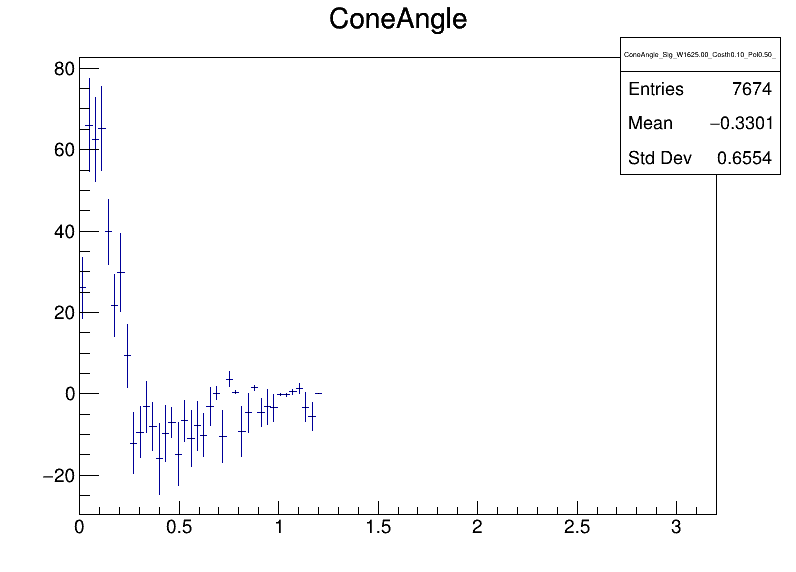 ConeAngle
ConeAngle_Sig_W1625.00_Costh0.10_Pol0.50_
Entries 7674
Mean −0.3301
Std Dev 0.6554
80
60
40
20
0
−20
0 0.5 1 1.5 2 2.5 3